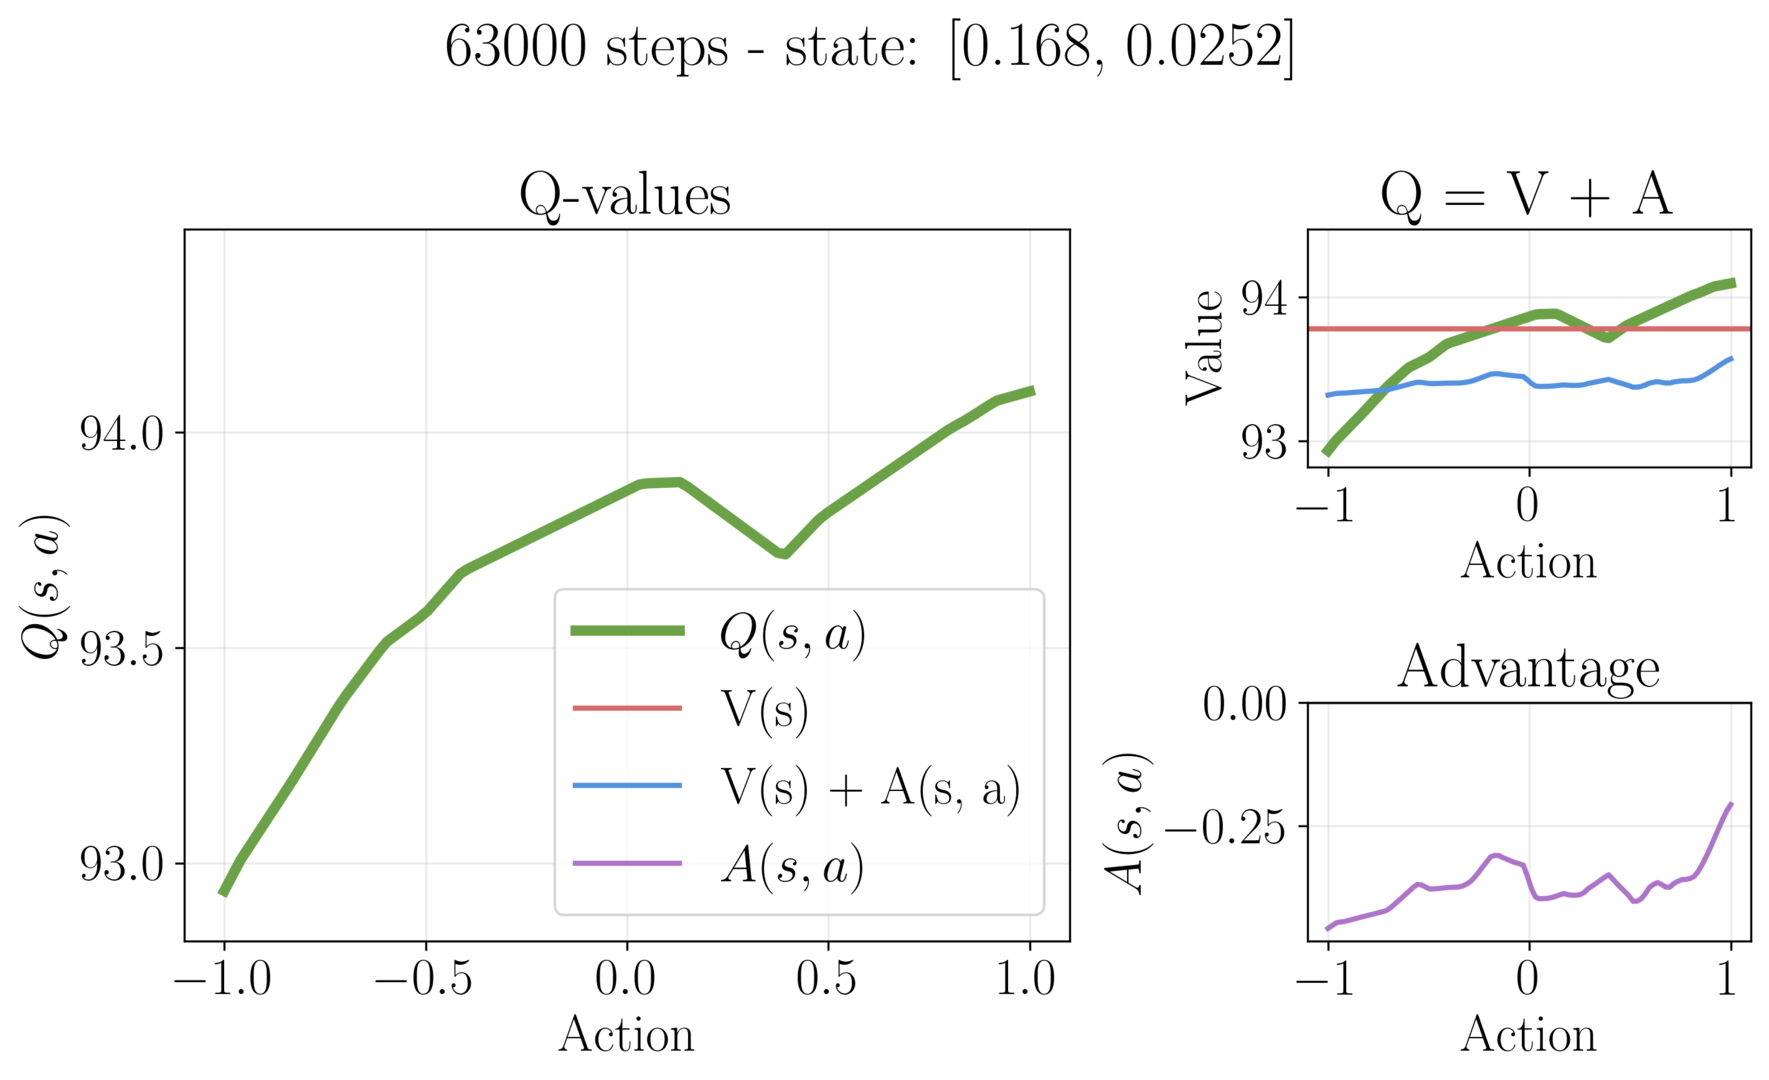 63000 steps - state: [0.168, 0.0252]
Q-values
Q(s, a)
94.0
93.5
93.0
−1.0
−0.5
0.0
0.5
1.0
Action
Q(s, a)
V(s)
V(s) + A(s, a)
A(s, a)
Q = V + A
Value
94
93
−1
0
1
Action
Advantage
A(s, a)
0.00
−0.25
−1
0
1
Action